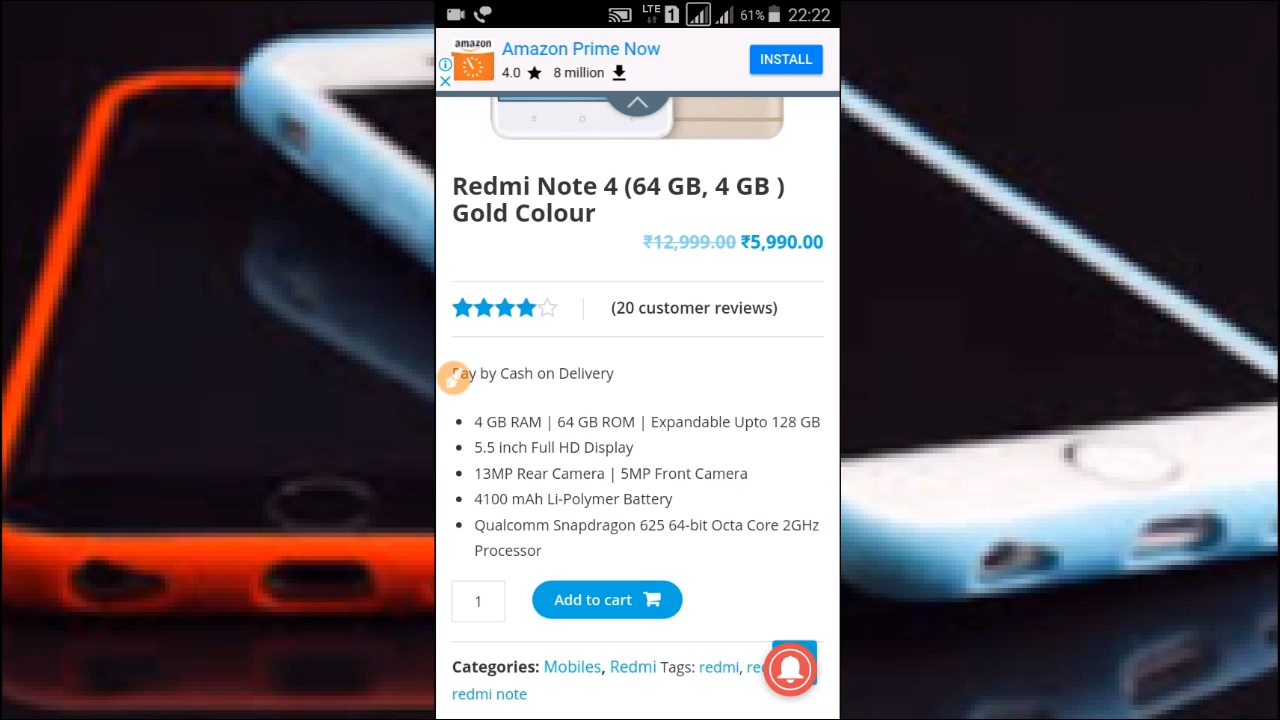 LTE 1 61% 22:22
amazon
Amazon Prime Now
4.0 ★ 8 million
INSTALL
Redmi Note 4 (64 GB, 4 GB )
Gold Colour
₹12,999.00 ₹5,990.00
(20 customer reviews)
by Cash on Delivery
• 4 GB RAM | 64 GB ROM | Expandable Upto 128 GB
• 5.5 inch Full HD Display
• 13MP Rear Camera | 5MP Front Camera
• 4100 mAh Li-Polymer Battery
• Qualcomm Snapdragon 625 64-bit Octa Core 2GHz
Processor
1
Add to cart
Categories: Mobiles, Redmi Tags: redmi,
redmi note